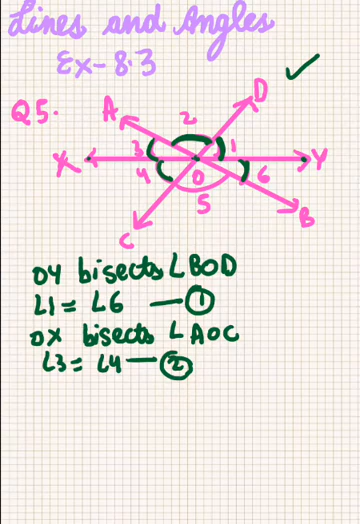 Lines and Angles
Ex-8.3
Q5.
A
D
2
X
3
1
Y
4
O
6
5
B
C
OY bisects ∠BOD
∠1 = ∠6 — ①
OX bisects ∠AOC
∠3 = ∠4 — ②